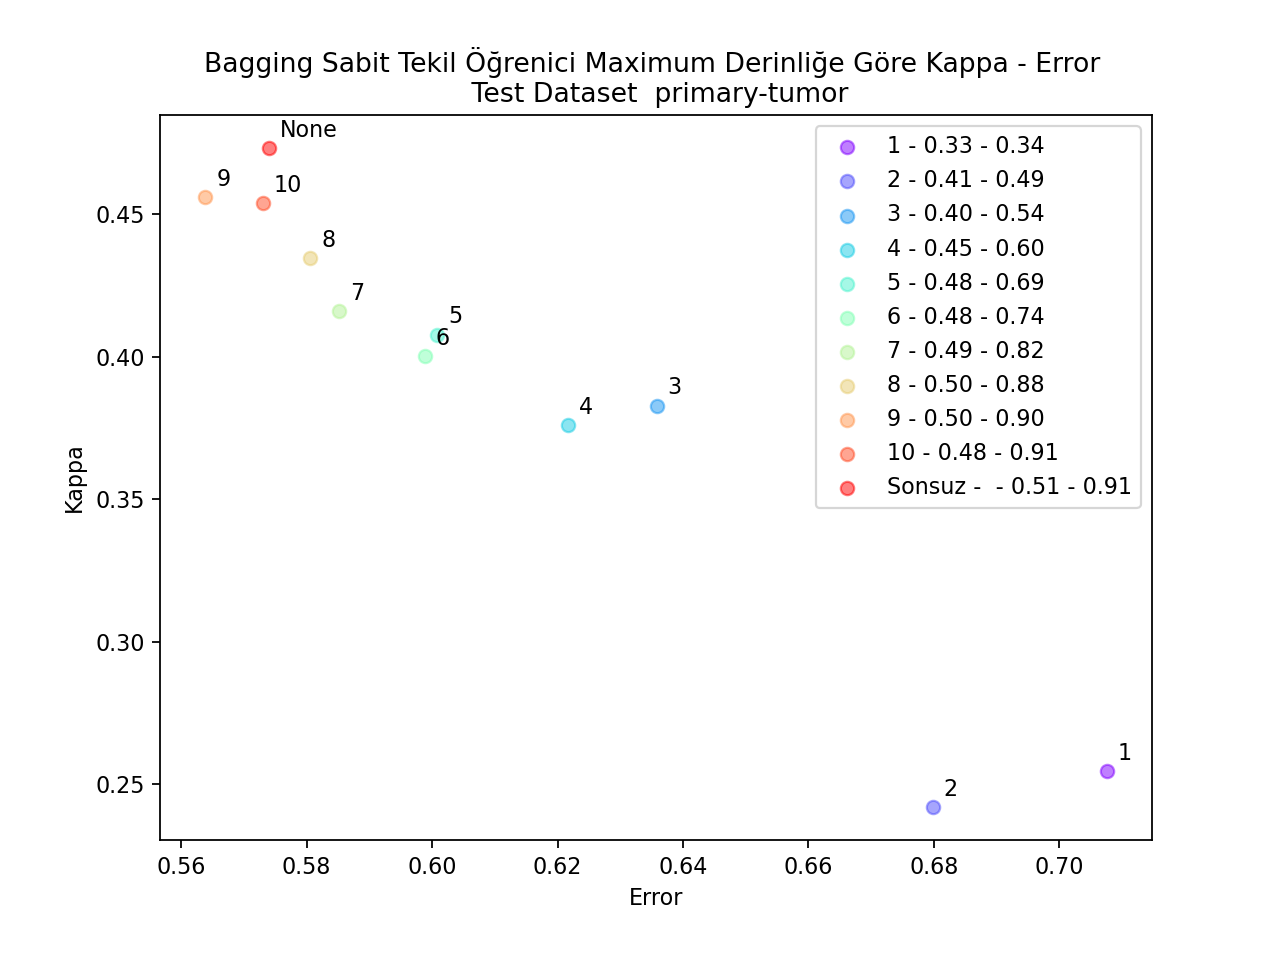 Bagging Sabit Tekil Öğrenici Maximum Derinliğe Göre Kappa - Error
Test Dataset  primary-tumor
None
9
10
8
7
5
6
4
3
2
1
1 - 0.33 - 0.34
2 - 0.41 - 0.49
3 - 0.40 - 0.54
4 - 0.45 - 0.60
5 - 0.48 - 0.69
6 - 0.48 - 0.74
7 - 0.49 - 0.82
8 - 0.50 - 0.88
9 - 0.50 - 0.90
10 - 0.48 - 0.91
Sonsuz -  - 0.51 - 0.91
Kappa
0.45
0.40
0.35
0.30
0.25
0.56 0.58 0.60 0.62 0.64 0.66 0.68 0.70
Error